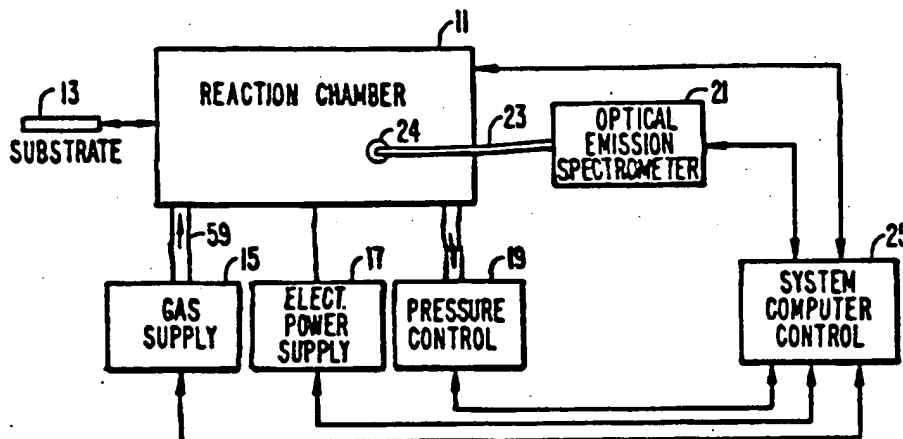 11
REACTION CHAMBER
13
SUBSTRATE
24
23
21
OPTICAL
EMISSION
SPECTROMETER
59
15
GAS
SUPPLY
17
ELECT.
POWER
SUPPLY
19
PRESSURE
CONTROL
25
SYSTEM
COMPUTER
CONTROL